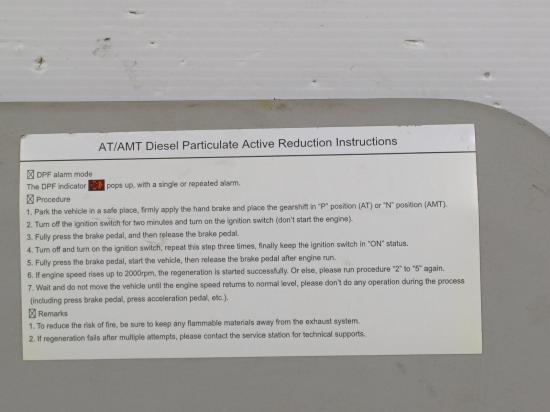 AT/AMT Diesel Particulate Active Reduction Instructions
DPF alarm mode
The DPF indicator pops up, with a single or repeated alarm.
Procedure
1. Park the vehicle in a safe place, firmly apply the hand brake and place the gearshift in "P" position (AT) or "N" position (AMT).
2. Turn off the ignition switch for two minutes and turn on the ignition switch (don't start the engine).
3. Fully press the brake pedal, and then release the brake pedal.
4. Turn off and turn on the ignition switch, repeat this step three times, finally keep the ignition switch in "ON" status.
5. Fully press the brake pedal, start the vehicle, then release the brake pedal after engine run.
6. If engine speed rises up to 2000rpm, the regeneration is started successfully. Or else, please run procedure "2" to "5" again.
7. Wait and do not move the vehicle until the engine speed returns to normal level, please don't do any operation during the process
(including press brake pedal, press acceleration pedal, etc.).
Remarks
1. To reduce the risk of fire, be sure to keep any flammable materials away from the exhaust system.
2. If regeneration fails after multiple attempts, please contact the service station for technical supports.